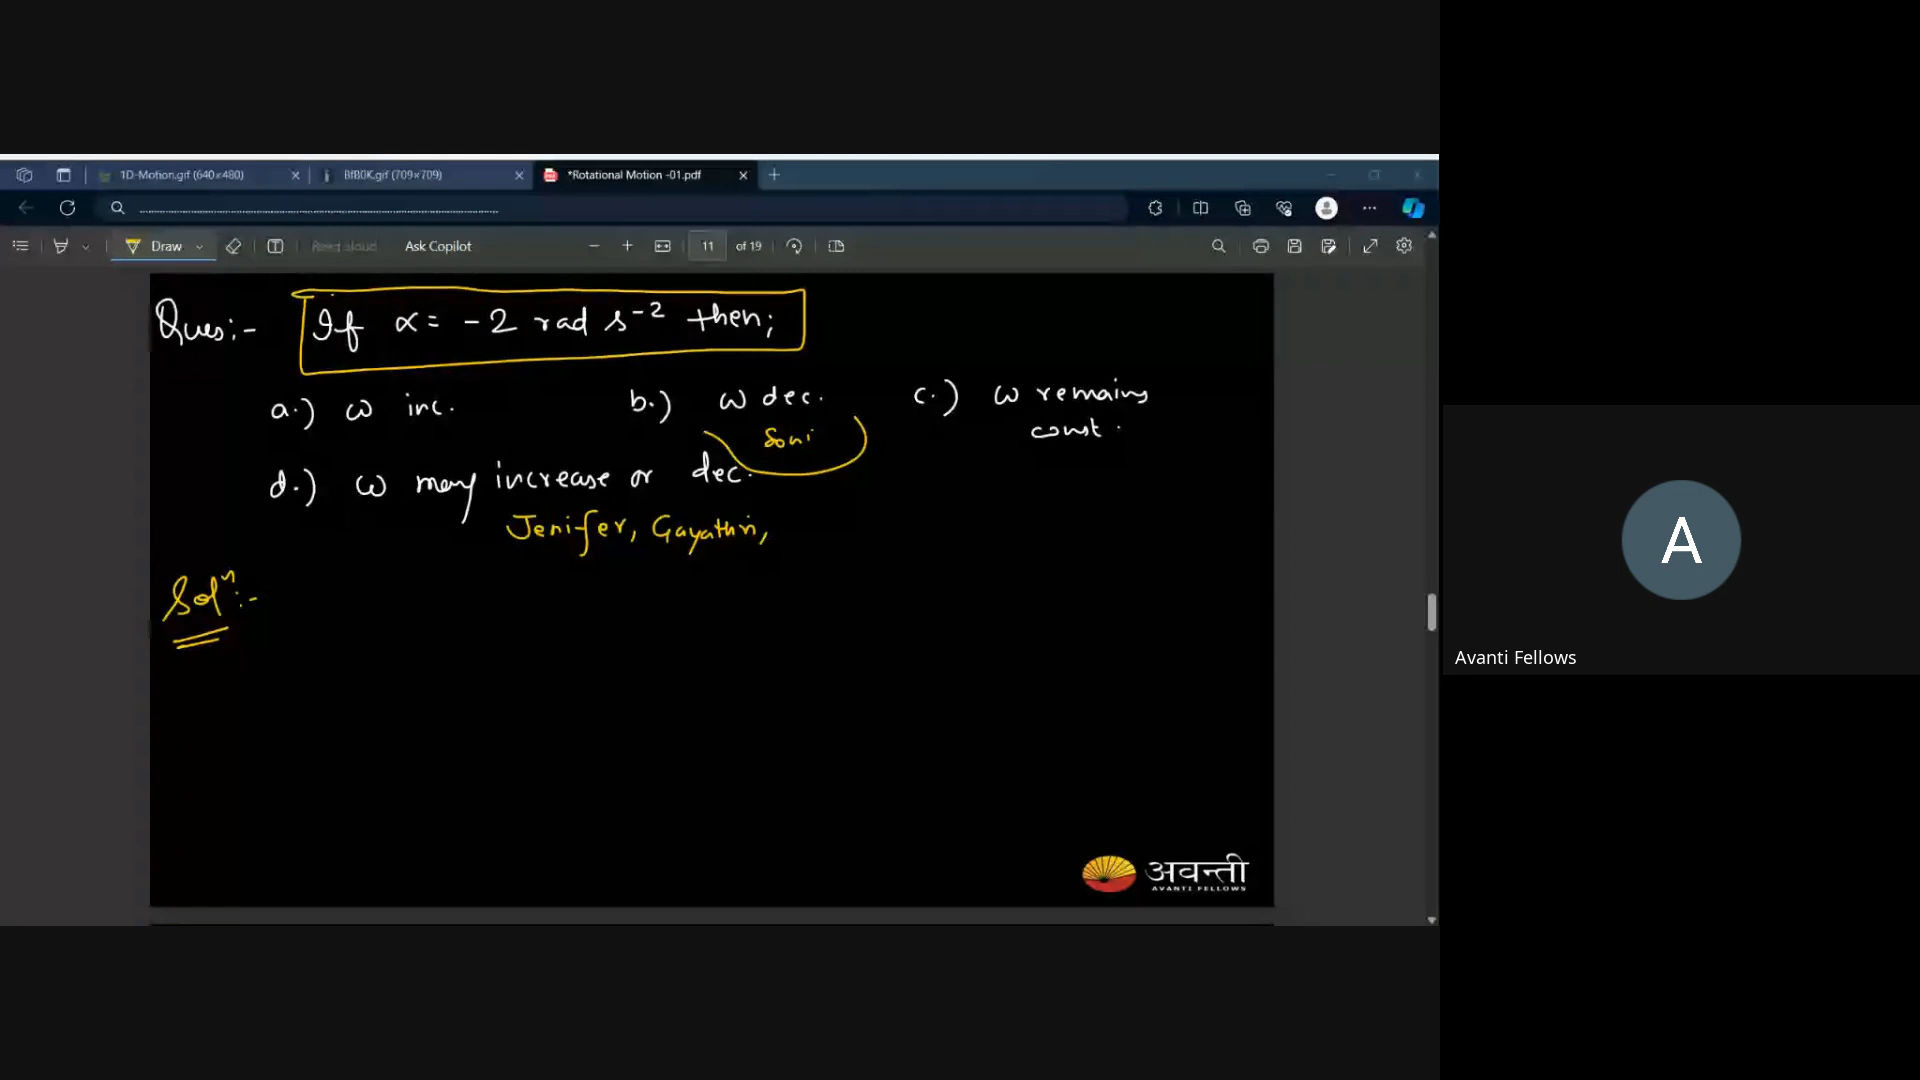 1D-Motion.gif (640×480)
BfB0K.gif (709×709)
*Rotational Motion -01.pdf
Draw
Read aloud
Ask Copilot
11 of 19
Ques:- If α = -2 rad s⁻² then;
a.) ω inc. b.) ω dec. c.) ω remains
const.
Soni
d.) ω may increase or dec.
Jenifer, Gayathri,
Solⁿ:-
अवन्ती
AVANTI FELLOWS
A
Avanti Fellows